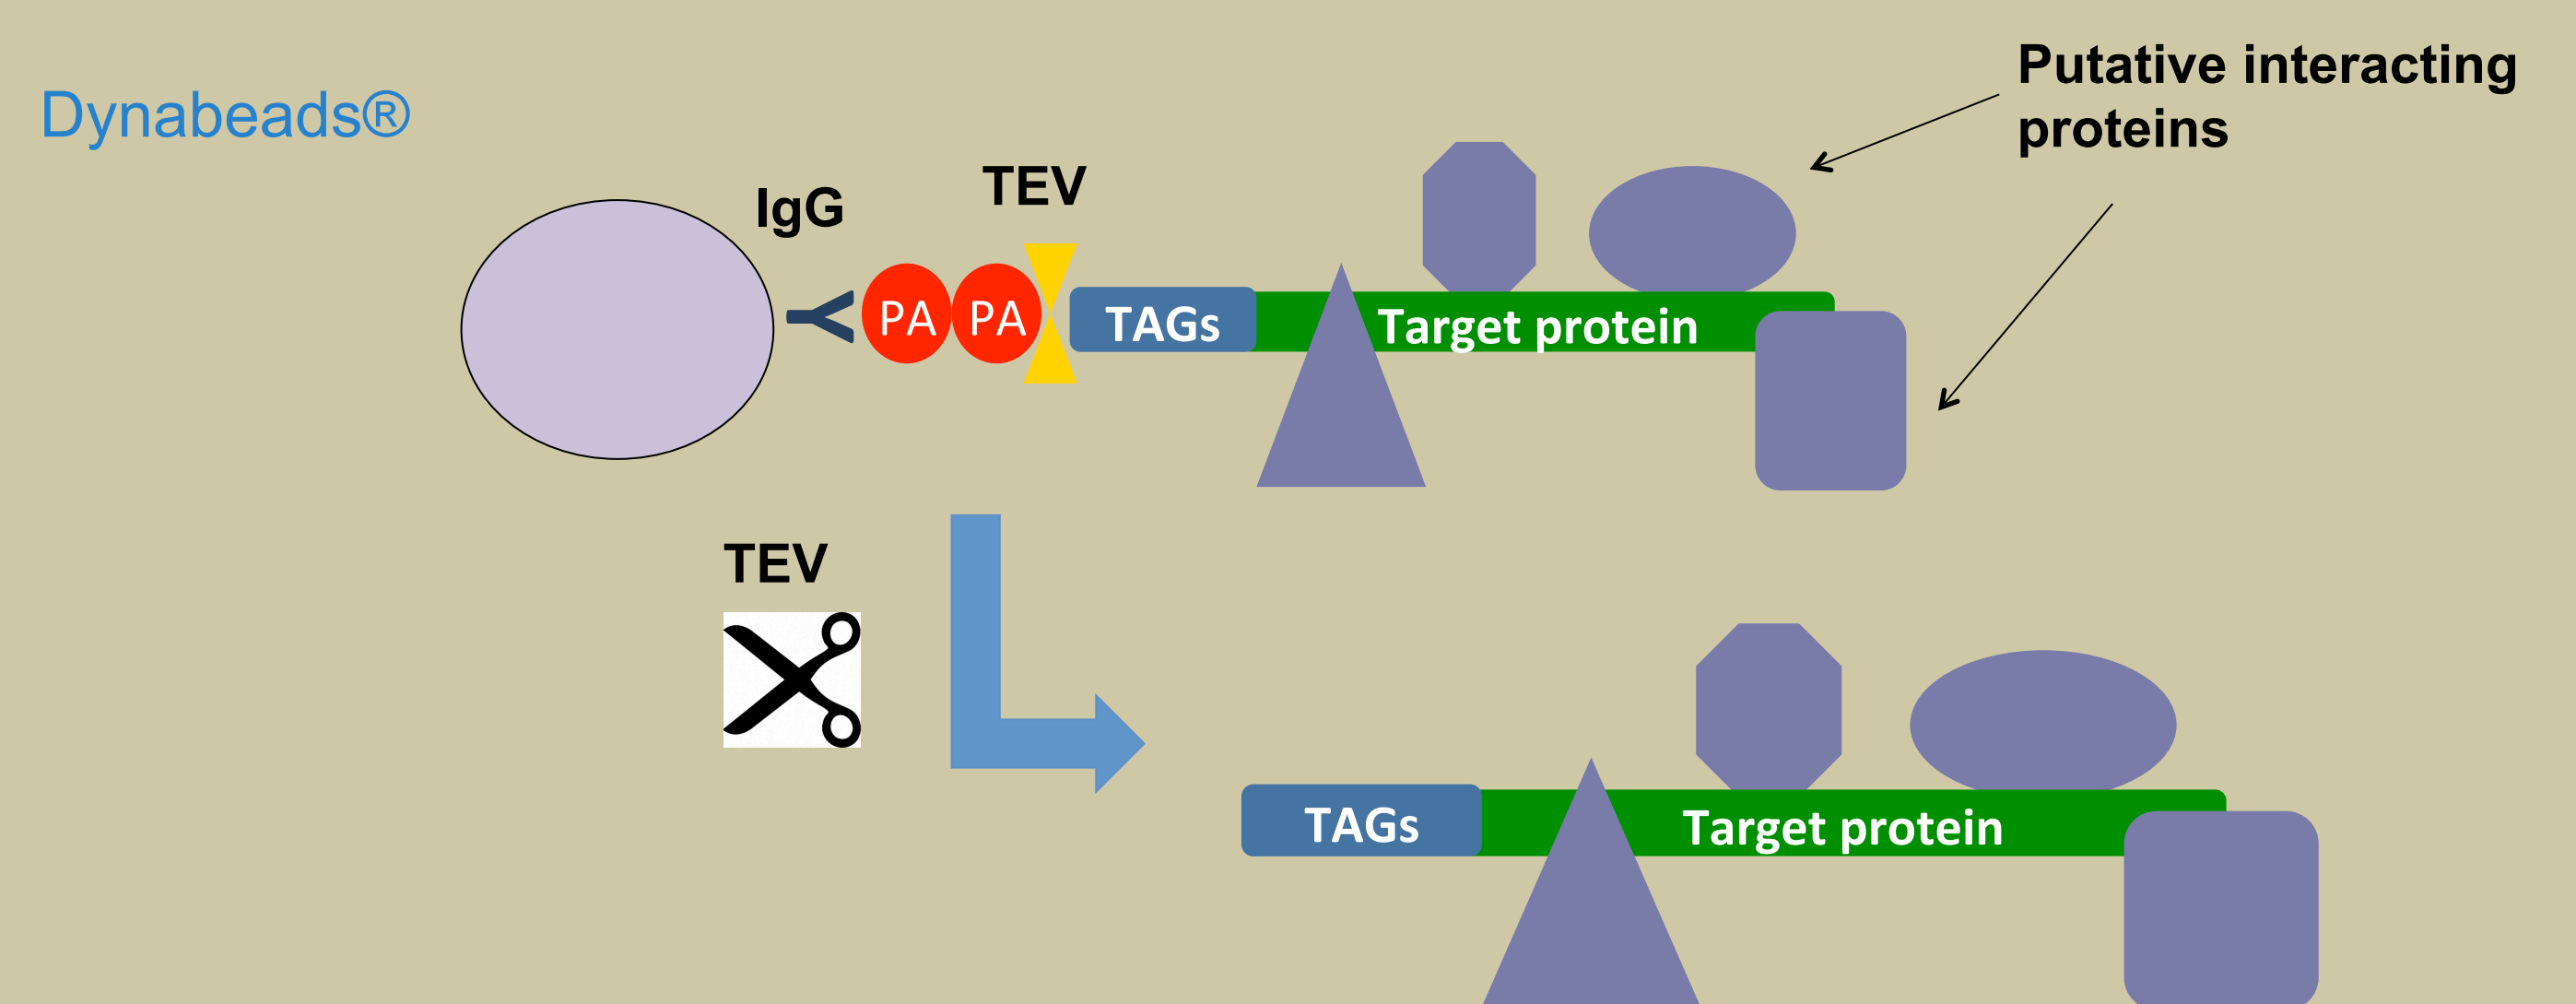 Dynabeads®
IgG
TEV
Putative interacting
proteins
PA PA
TAGs
Target protein
TEV
TAGs
Target protein